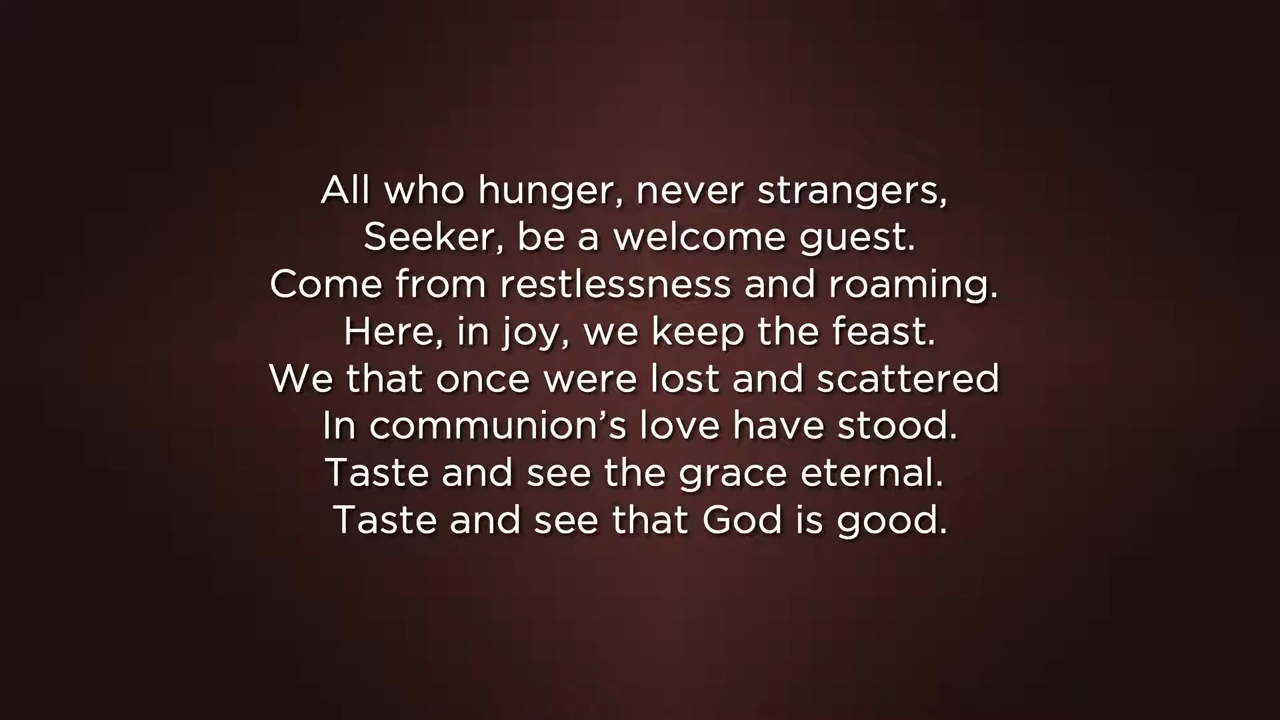 All who hunger, never strangers,
Seeker, be a welcome guest.
Come from restlessness and roaming.
Here, in joy, we keep the feast.
We that once were lost and scattered
In communion’s love have stood.
Taste and see the grace eternal.
Taste and see that God is good.